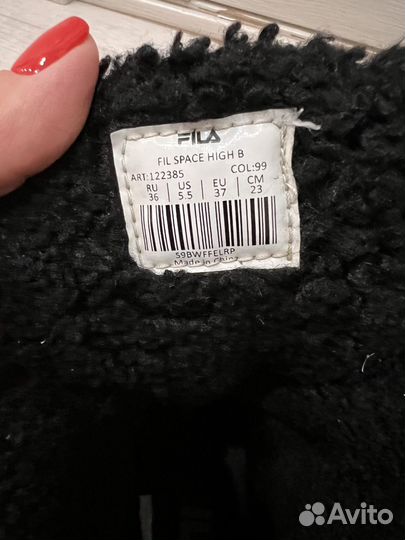 FILA
FIL SPACE HIGH B
ART:122385 COL:99
RU US EU CM
36 5.5 37 23
59BWFFELRP
Made in China
Avito